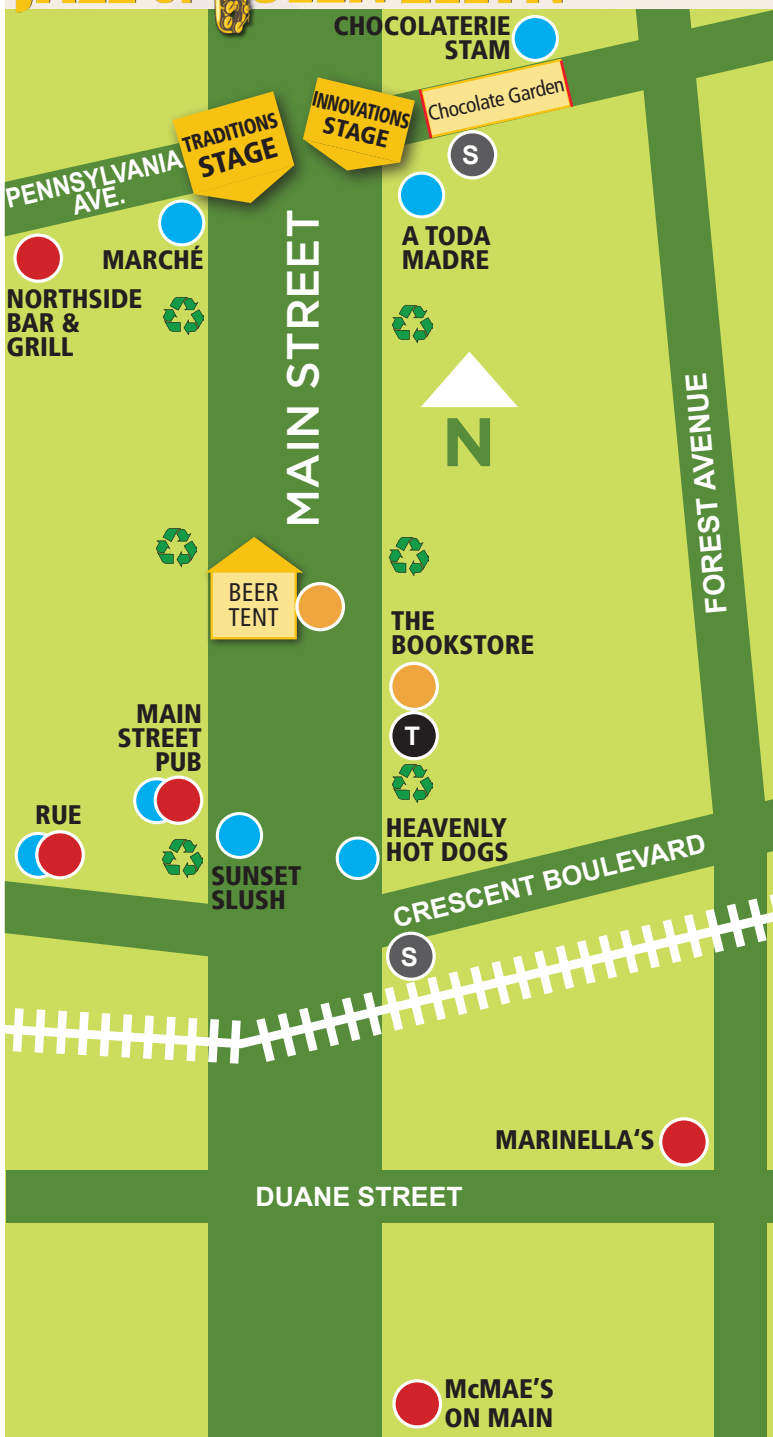 CHOCOLATERIE
STAM
TRADITIONS
STAGE
INNOVATIONS
STAGE
Chocolate Garden
S
PENNSYLVANIA
AVE.
MARCHÉ
A TODA
MADRE
NORTHSIDE
BAR &
GRILL
MAIN STREET
N
FOREST AVENUE
BEER
TENT
THE
BOOKSTORE
T
MAIN
STREET
PUB
RUE
SUNSET
SLUSH
HEAVENLY
HOT DOGS
CRESCENT BOULEVARD
S
MARINELLA‘S
DUANE STREET
McMAE’S
ON MAIN